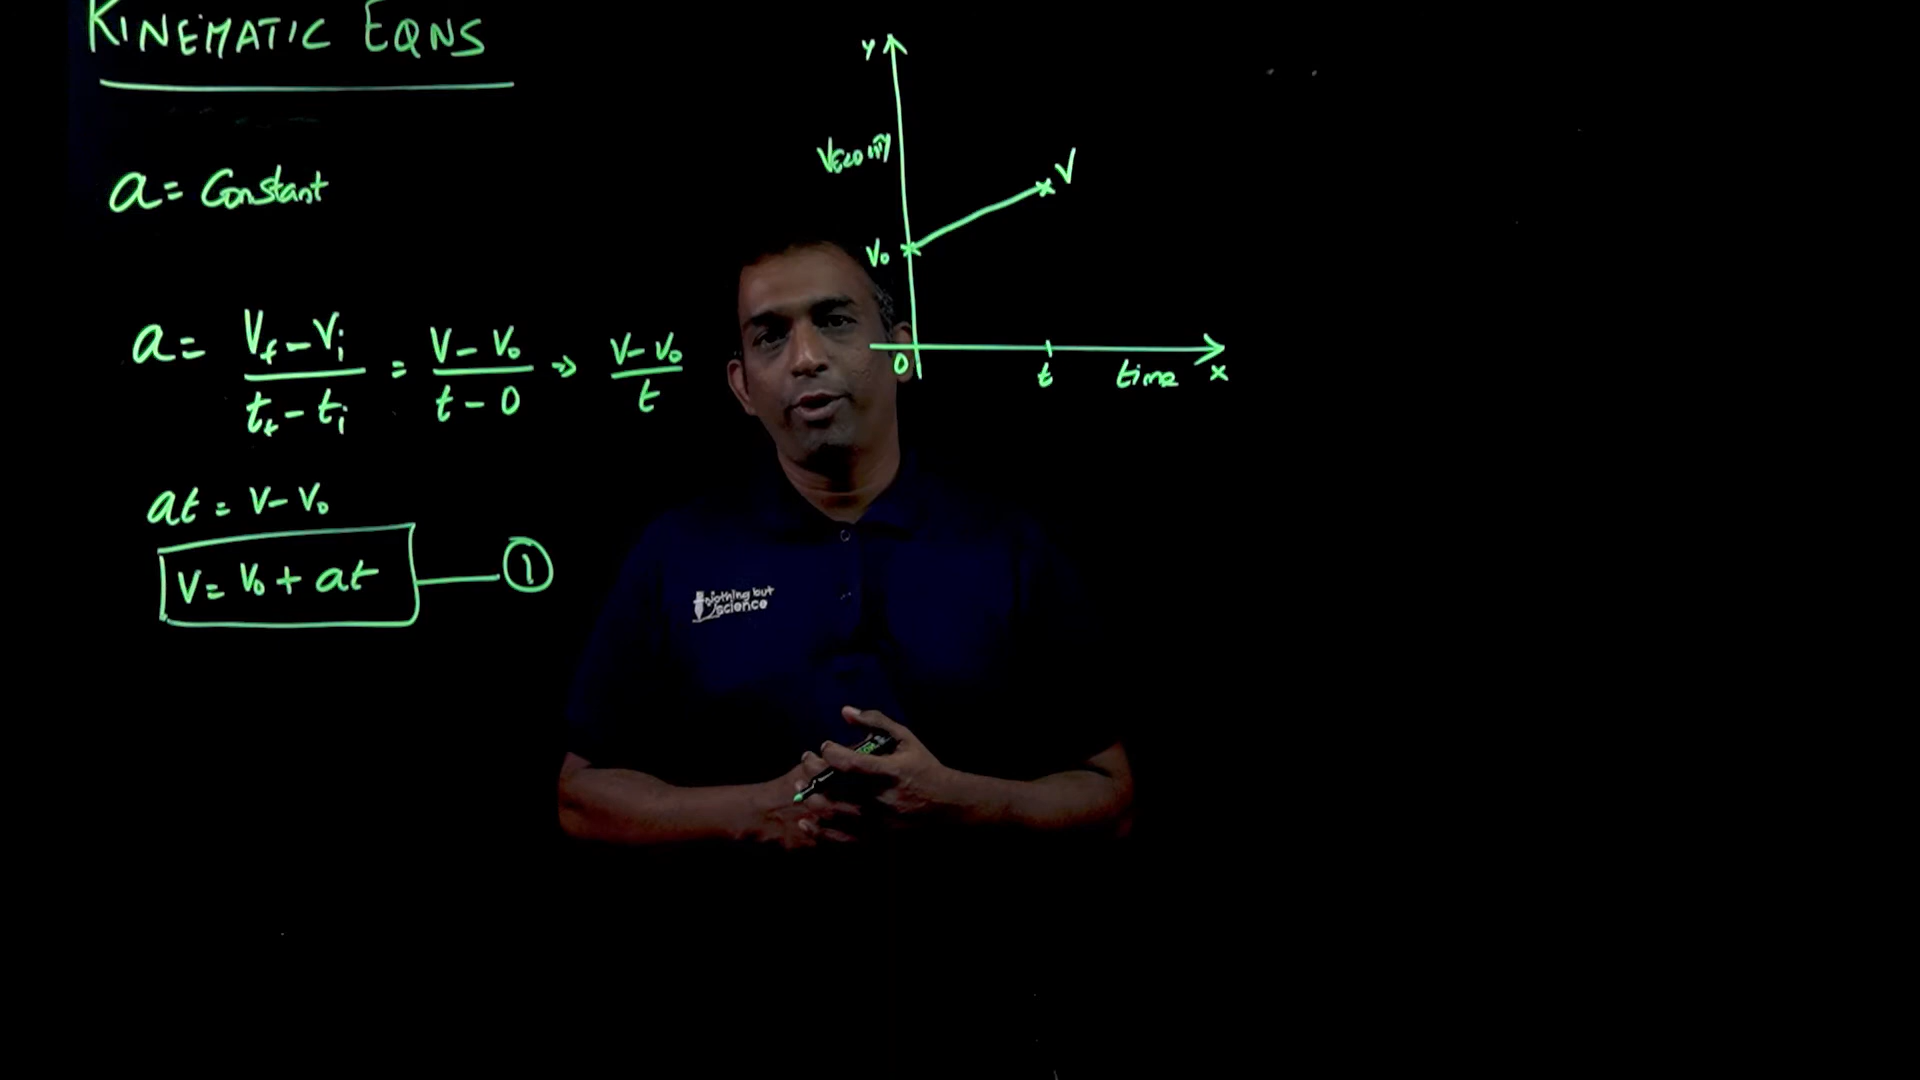 KINEMATIC EQNS
a = Constant
a = Vf - Vi / tf - ti = V - V₀ / t - 0 ⇒ V - V₀ / t
at = V - V₀
V = V₀ + at —— ①
y
VELOCITY
V
V₀
0 t time x
nothing but
science